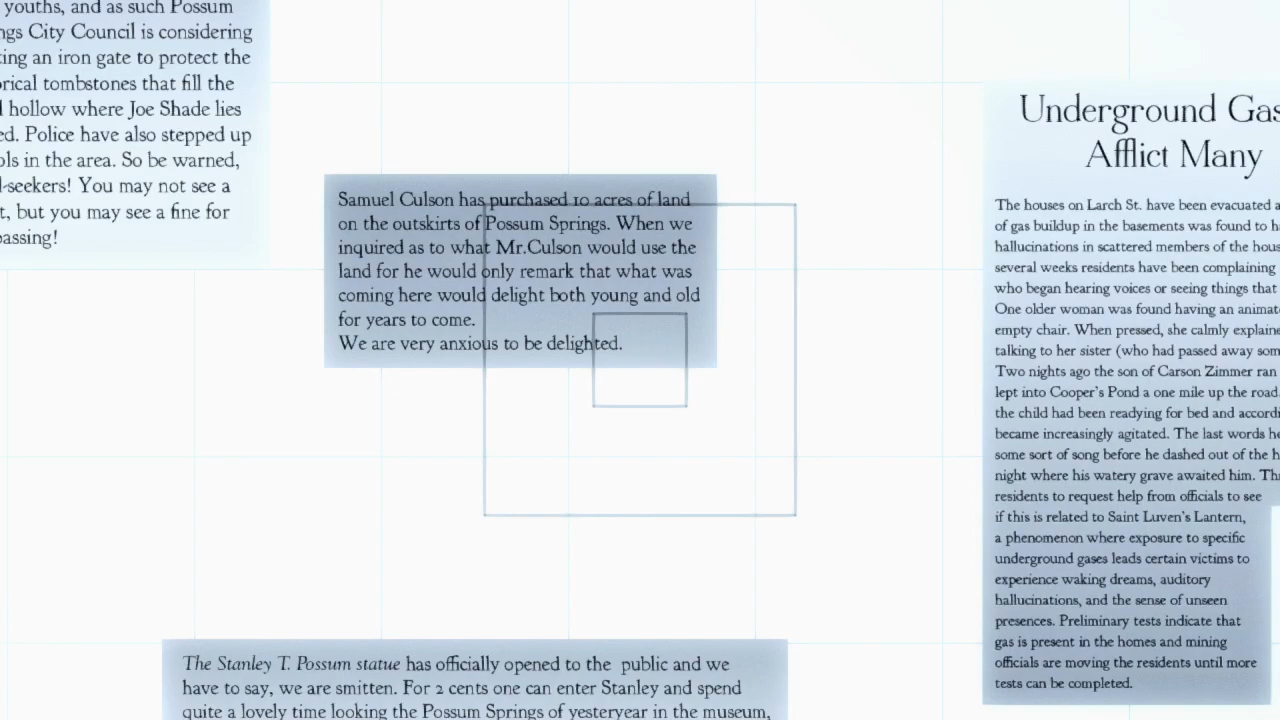 youths, and as such Possum
City Council is considering
an iron gate to protect the
tombstones that fill the
hollow where Joe Shade lies
Police have also stepped up
in the area. So be warned,
You may not see a
but you may see a fine for
Samuel Culson has purchased 10 acres of land
on the outskirts of Possum Springs. When we
inquired as to what Mr.Culson would use the
land for he would only remark that what was
coming here would delight both young and old
for years to come.
We are very anxious to be delighted.
The Stanley T. Possum statue has officially opened to the public and we
have to say, we are smitten. For 2 cents one can enter Stanley and spend
quite a lovely time looking the Possum Springs of yesteryear in the museum,
Underground
Afflict Many
The houses on Larch St. have been evacuated
of gas buildup in the basements was found to
hallucinations in scattered members of the
several weeks residents have been complaining
who began hearing voices or seeing things that
One older woman was found having an
empty chair. When pressed, she calmly
talking to her sister (who had passed away
Two nights ago the son of Carson Zimmer ran
lept into Cooper's Pond a one mile up the road.
the child had been readying for bed and
became increasingly agitated. The last words
some sort of song before he dashed out of the
night where his watery grave awaited him.
residents to request help from officials to see
if this is related to Saint Luven's Lantern,
a phenomenon where exposure to specific
underground gases leads certain victims to
experience waking dreams, auditory
hallucinations, and the sense of unseen
presences. Preliminary tests indicate that
gas is present in the homes and mining
officials are moving the residents until more
tests can be completed.